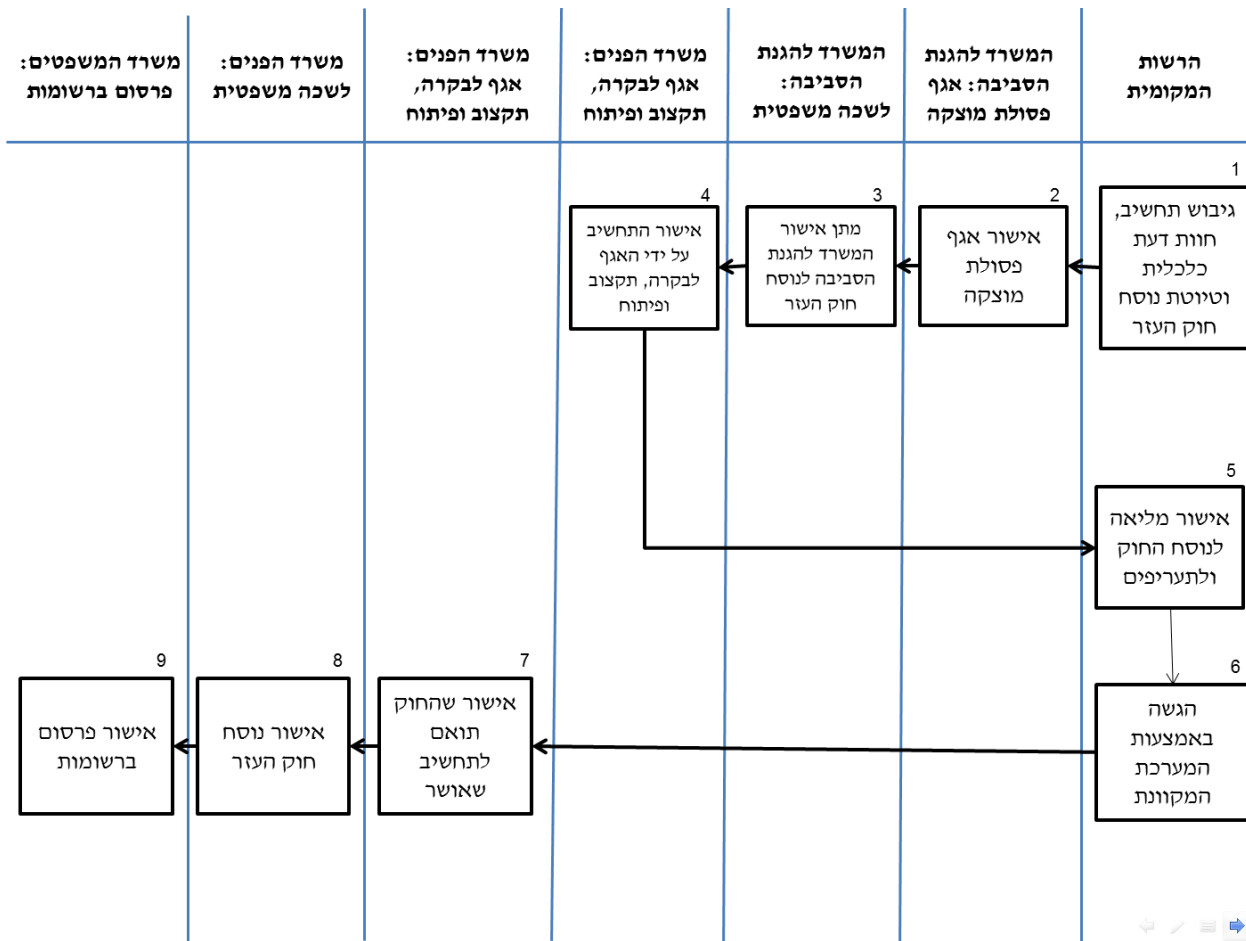 הרשות
המקומית
המשרד להגנת
הסביבה: אגף
פסולת מוצקה
המשרד להגנת
הסביבה:
לשכה משפטית
משרד הפנים:
אגף לבקרה,
תקצוב ופיתוח
משרד הפנים:
אגף לבקרה,
תקצוב ופיתוח
משרד הפנים:
לשכה משפטית
משרד המשפטים:
פרסום ברשומות
1
גיבוש תחשיב,
חוות דעת
כלכלית
וטיוטת נוסח
חוק העזר
2
אישור אגף
פסולת
מוצקה
3
מתן אישור
המשרד להגנת
הסביבה לנוסח
חוק העזר
4
אישור התחשיב
על ידי האגף
לבקרה, תקצוב
ופיתוח
5
אישור מליאה
לנוסח החוק
ולתעריפים
6
הגשה
באמצעות
המערכת
המקוונת
7
אישור שהחוק
תואם
לתחשיב
שאושר
8
אישור נוסח
חוק העזר
9
אישור פרסום
ברשומות